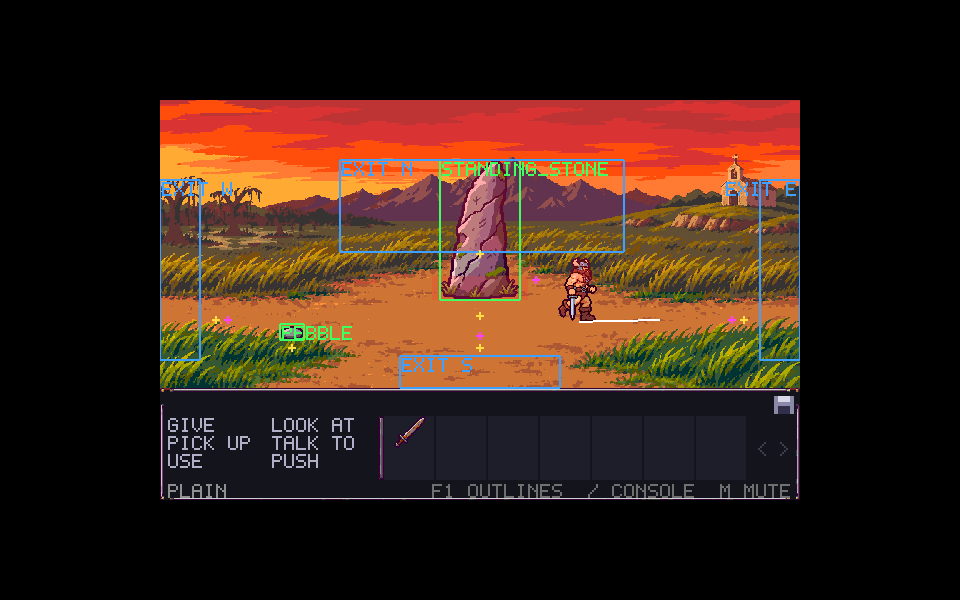 EXIT N
STANDING_STONE
EXIT W
EXIT E
PEBBLE
EXIT S
GIVE LOOK AT
PICK UP TALK TO
USE PUSH
< >
PLAIN F1 OUTLINES / CONSOLE M MUTE